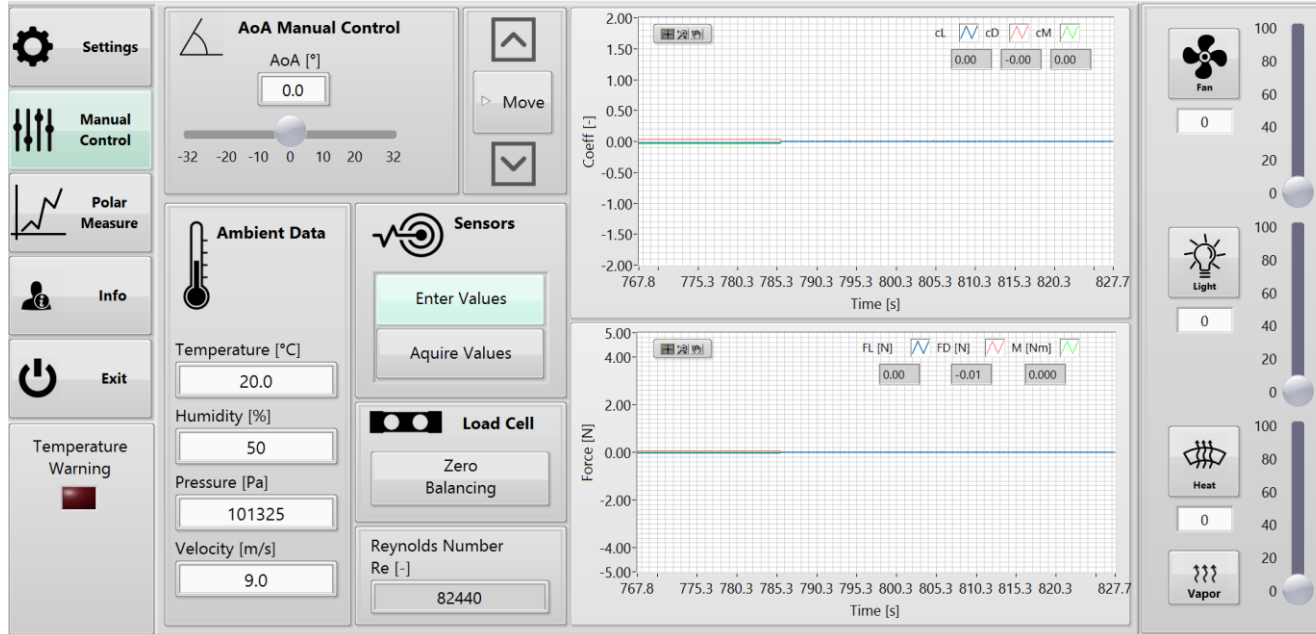 Settings
Manual
Control
Polar
Measure
Info
Exit
Temperature
Warning
AoA Manual Control
AoA [°]
0.0
-32 -20 -10 0 10 20 32
Move
Ambient Data
Temperature [°C]
20.0
Humidity [%]
50
Pressure [Pa]
101325
Velocity [m/s]
9.0
Sensors
Enter Values
Aquire Values
Load Cell
Zero
Balancing
Reynolds Number
Re [-]
82440
cL cD cM
0.00 -0.00 0.00
Coeff [-]
2.00
1.50
1.00
0.50
0.00
-0.50
-1.00
-1.50
-2.00
767.8 775.3 780.3 785.3 790.3 795.3 800.3 805.3 810.3 815.3 820.3 827.7
Time [s]
FL [N] FD [N] M [Nm]
0.00 -0.01 0.000
Force [N]
5.00
4.00
2.00
0.00
-2.00
-4.00
-5.00
767.8 775.3 780.3 785.3 790.3 795.3 800.3 805.3 810.3 815.3 820.3 827.7
Time [s]
Fan
0
100
80
60
40
20
0
Light
0
100
80
60
40
20
0
Heat
0
Vapor
100
80
60
40
20
0